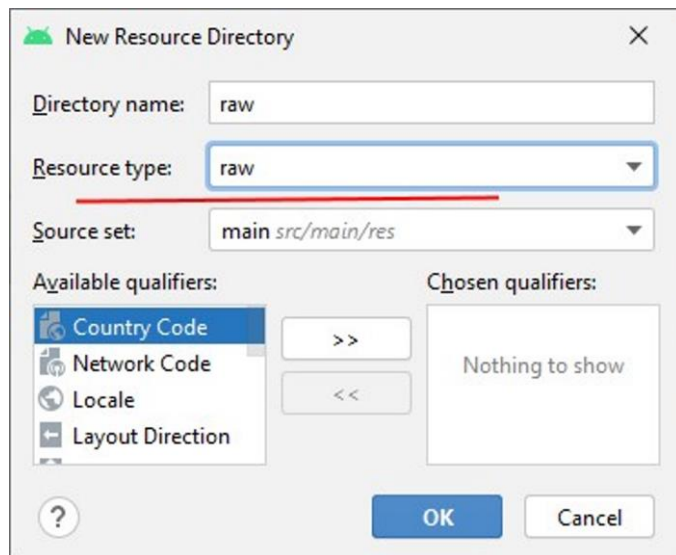 New Resource Directory
Directory name: raw
Resource type: raw
Source set: main src/main/res
Available qualifiers:
Chosen qualifiers:
Country Code
Network Code
Locale
Layout Direction
>>
<<
Nothing to show
? OK Cancel